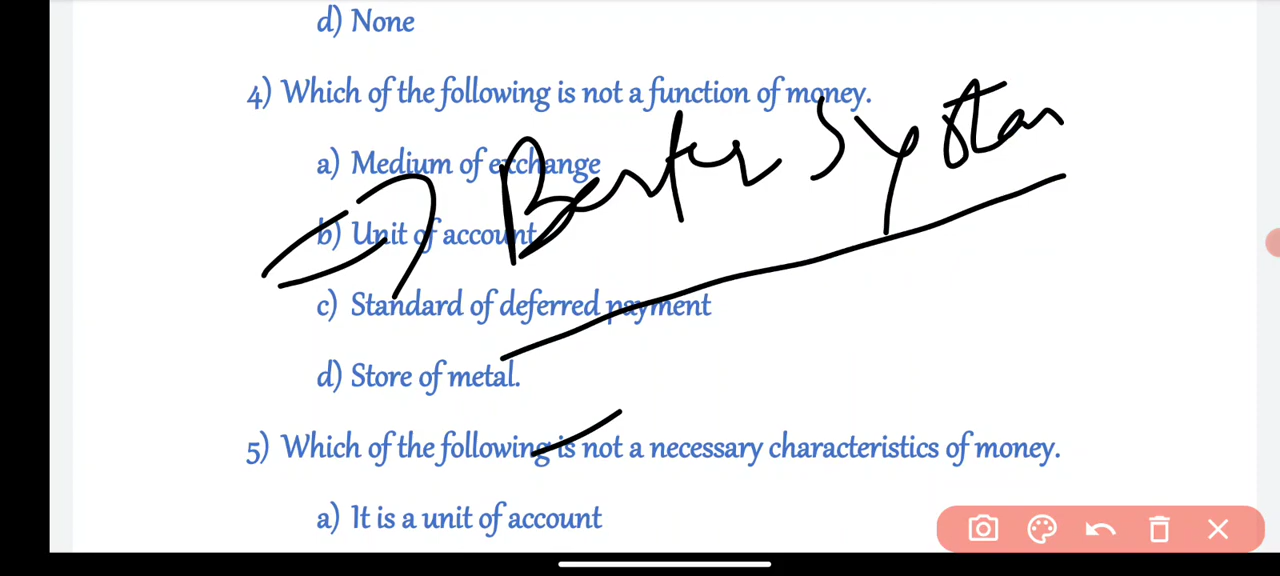 d) None
4) Which of the following is not a function of money.
a) Medium of exchange
Barter System
b) Unit of account
c) Standard of deferred payment
d) Store of metal.
5) Which of the following is not a necessary characteristics of money.
a) It is a unit of account